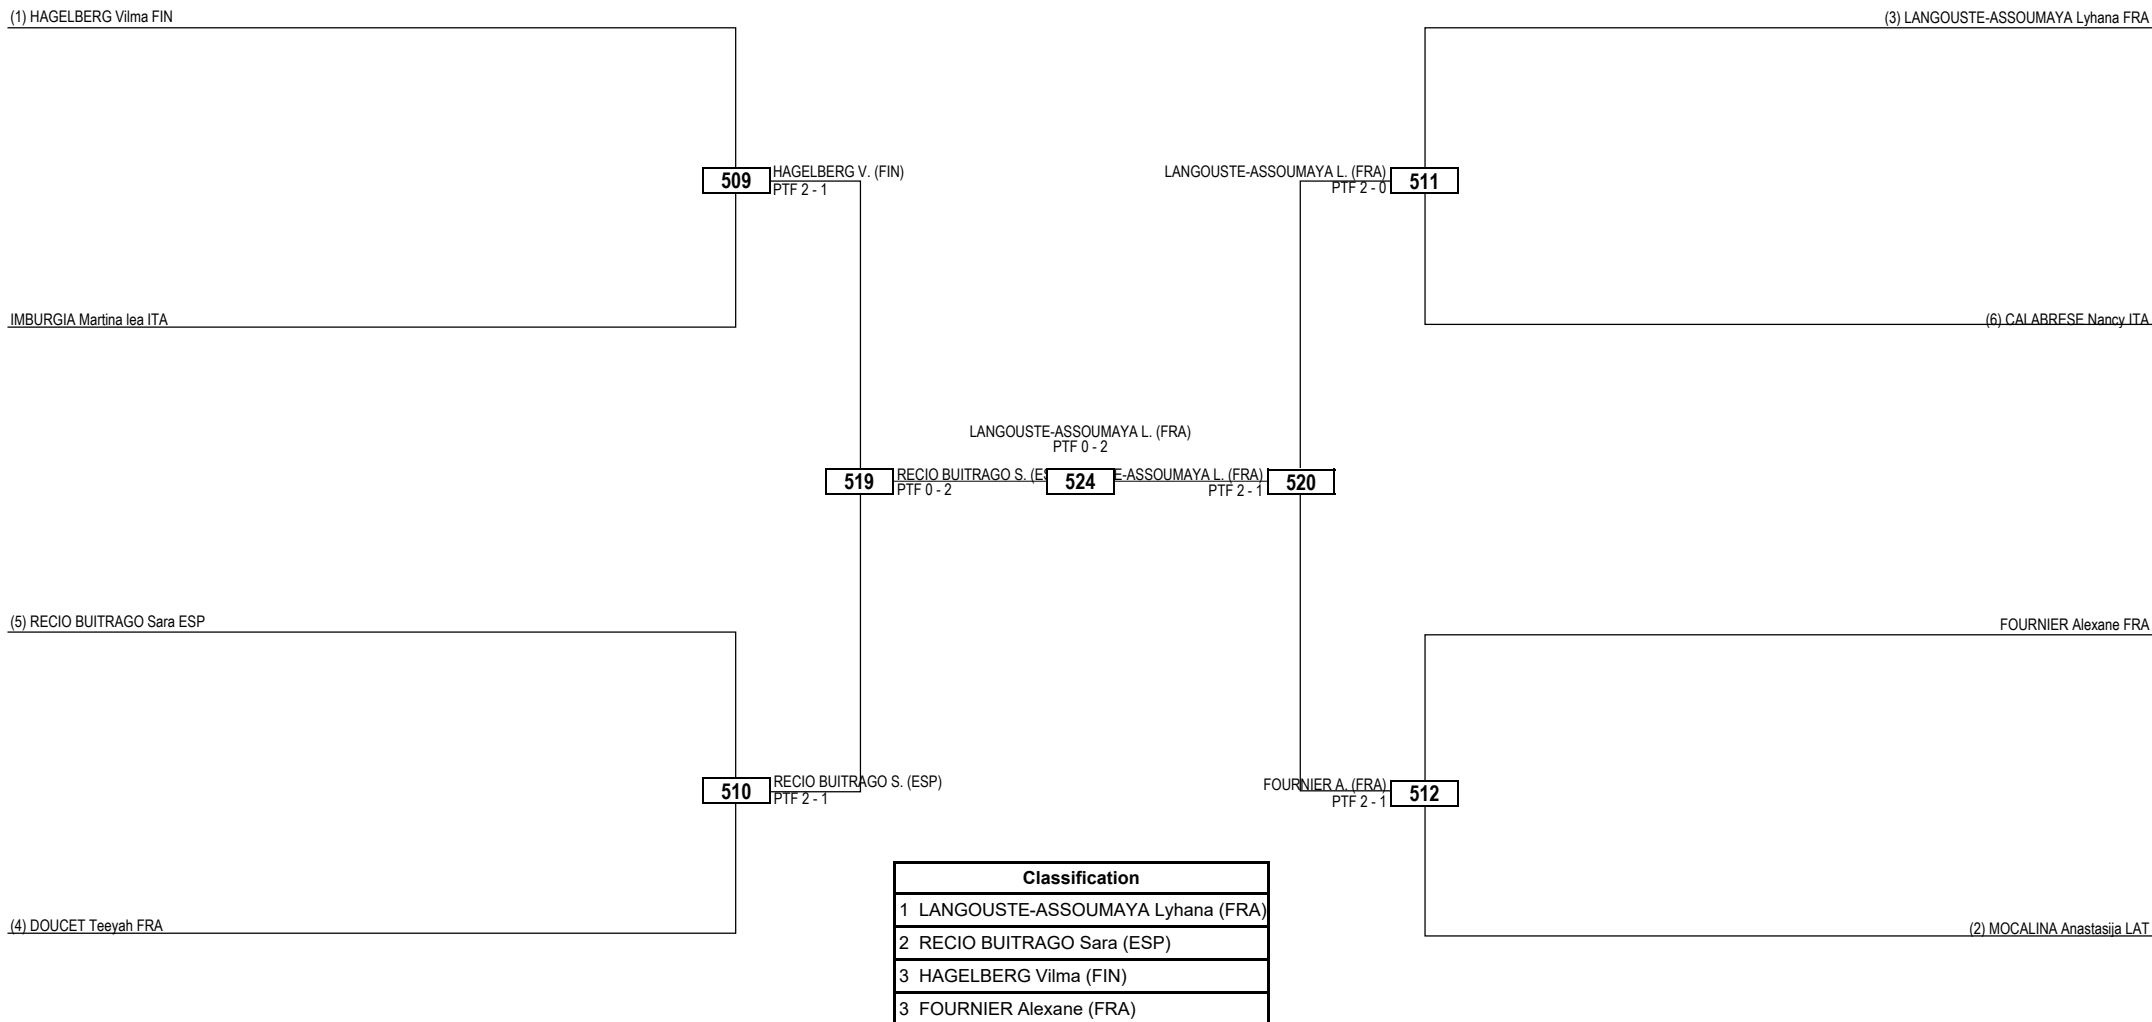 (1) HAGELBERG Vilma FIN
(3) LANGOUSTE-ASSOUMAYA Lyhana FRA
509
HAGELBERG V. (FIN)
PTF 2 - 1
LANGOUSTE-ASSOUMAYA L. (FRA)
PTF 2 - 0
511
IMBURGIA Martina lea ITA
(6) CALABRESE Nancy ITA
LANGOUSTE-ASSOUMAYA L. (FRA)
PTF 0 - 2
519
RECIO BUITRAGO S. (ES
PTF 0 - 2
524
E-ASSOUMAYA L. (FRA)
PTF 2 - 1
520
(5) RECIO BUITRAGO Sara ESP
FOURNIER Alexane FRA
510
RECIO BUITRAGO S. (ESP)
PTF 2 - 1
FOURNIER A. (FRA)
PTF 2 - 1
512
(4) DOUCET Teeyah FRA
(2) MOCALINA Anastasija LAT
Classification
1 LANGOUSTE-ASSOUMAYA Lyhana (FRA)
2 RECIO BUITRAGO Sara (ESP)
3 HAGELBERG Vilma (FIN)
3 FOURNIER Alexane (FRA)